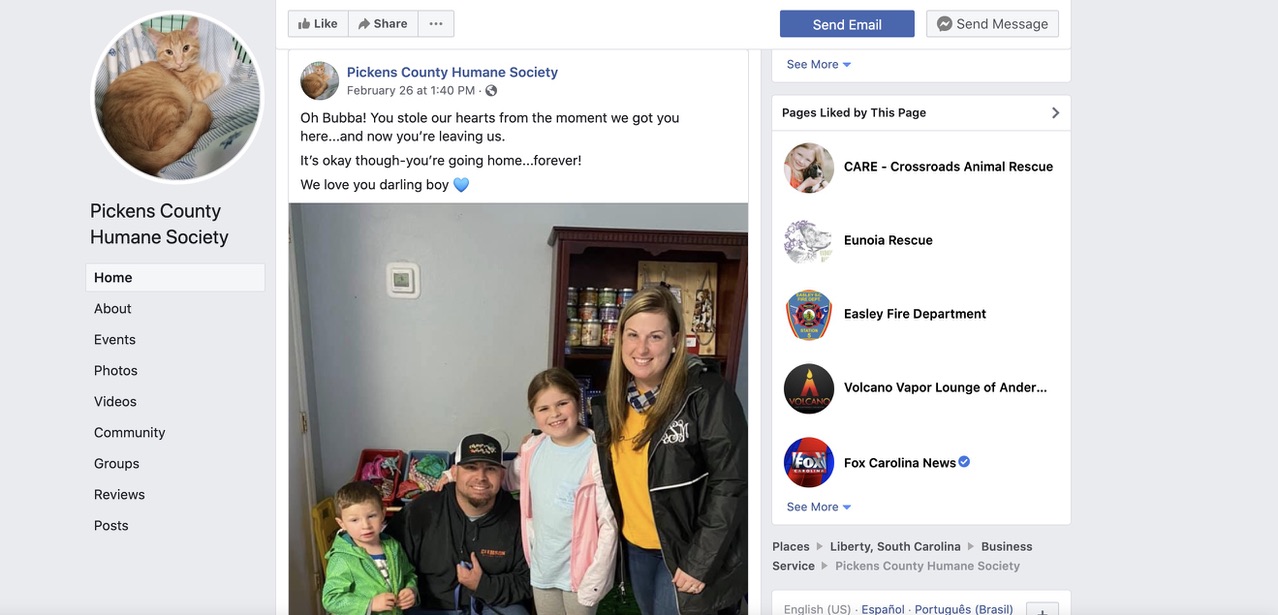 Like
Share
Send Email
Send Message
Pickens County Humane Society
February 26 at 1:40 PM ·
Oh Bubba! You stole our hearts from the moment we got you
here...and now you’re leaving us.
It’s okay though-you’re going home...forever!
We love you darling boy
Pickens County
Humane Society
Home
About
Events
Photos
Videos
Community
Groups
Reviews
Posts
See More
Pages Liked by This Page
CARE - Crossroads Animal Rescue
Eunoia Rescue
Easley Fire Department
Volcano Vapor Lounge of Ander...
VOLCANO
Fox Carolina News
FOX
CAROLINA
See More
Places
Liberty, South Carolina
Business
Service
Pickens County Humane Society
English (US) · Español · Português (Brasil)